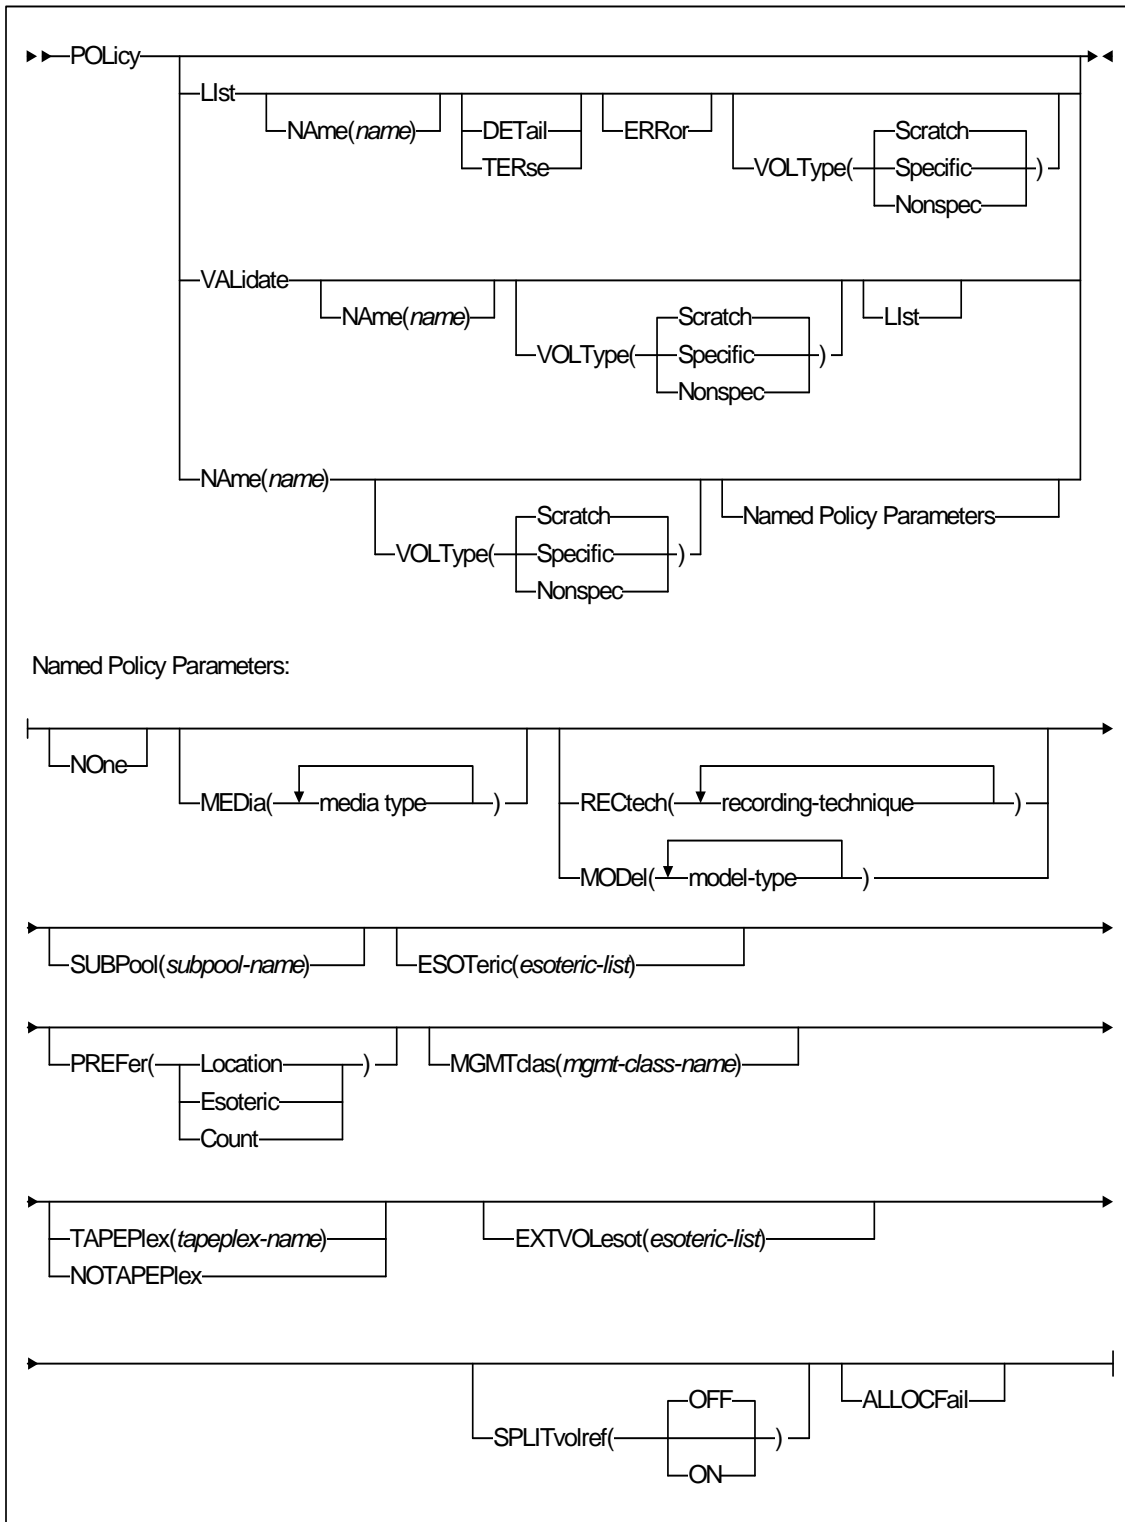 POLicy
LIst
NAme(name)
DETail
TERse
ERRor
VOLType(
Scratch
Specific
Nonspec
)
VALidate
NAme(name)
VOLType(
Scratch
Specific
Nonspec
)
LIst
NAme(name)
VOLType(
Scratch
Specific
Nonspec
)
Named Policy Parameters
Named Policy Parameters:
NOne
MEDia(
media type
)
RECtech(
recording-technique
)
MODel(
model-type
)
SUBPool(subpool-name)
ESOTeric(esoteric-list)
PREFer(
Location
Esoteric
Count
)
MGMTclas(mgmt-class-name)
TAPEPlex(tapeplex-name)
NOTAPEPlex
EXTVOLesot(esoteric-list)
SPLITvolref(
OFF
ON
)
ALLOCFail